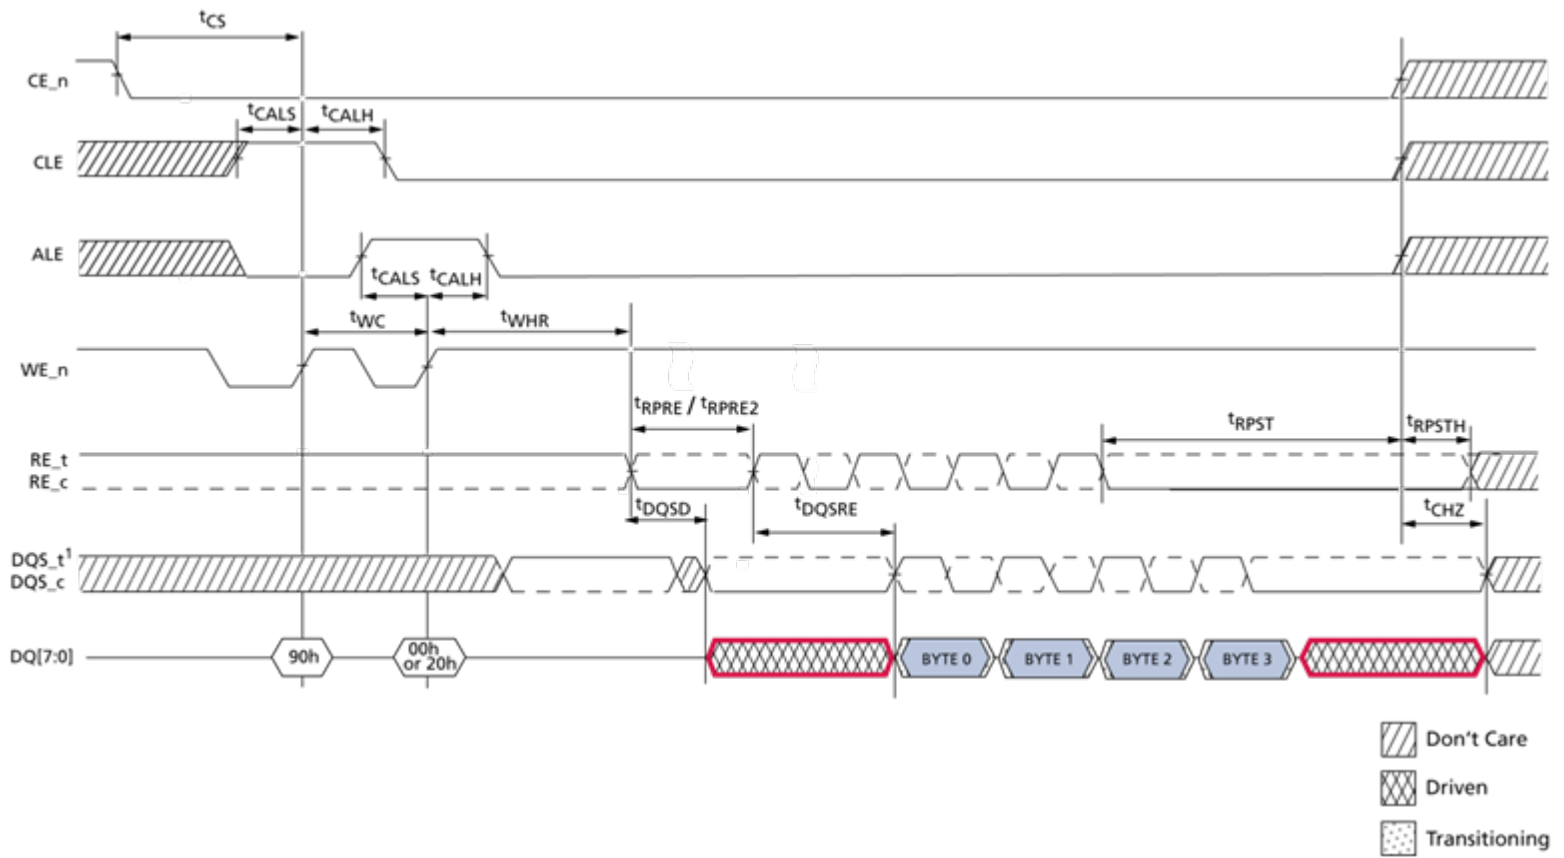 tCS
CE_n
tCALS tCALH
CLE
ALE
tCALS tCALH
tWC tWHR
WE_n
tRPRE / tRPRE2
tRPST tRPSTH
RE_t
RE_c
tDQSD tDQSRE tCHZ
DQS_t1
DQS_c
DQ[7:0] 90h 00h or 20h BYTE 0 BYTE 1 BYTE 2 BYTE 3
Don't Care
Driven
Transitioning